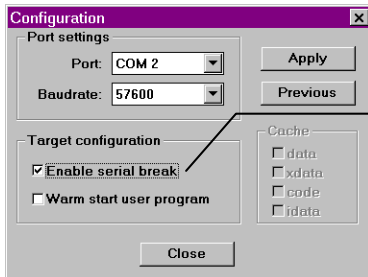 Configuration
Port settings
Port: COM 2
Baudrate: 57600
Apply
Previous
Target configuration
Enable serial break
Warm start user program
Cache
data
xdata
code
idata
Close